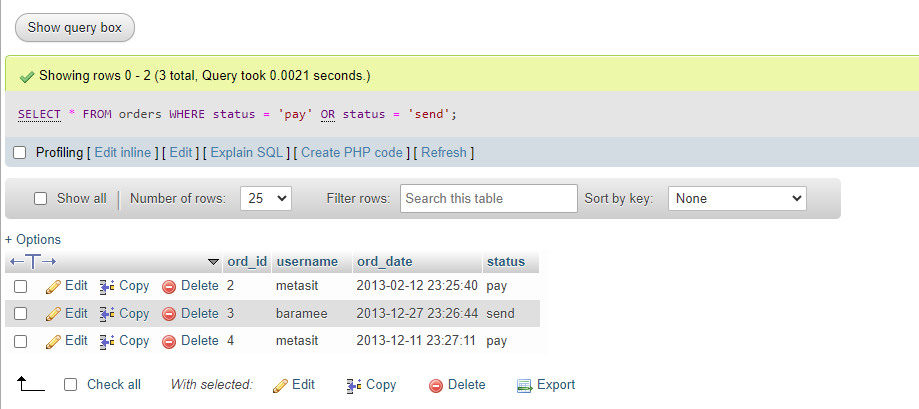 Show query box
Showing rows 0 - 2 (3 total, Query took 0.0021 seconds.)
SELECT * FROM orders WHERE status = 'pay' OR status = 'send';
Profiling [ Edit inline ] [ Edit ] [ Explain SQL ] [ Create PHP code ] [ Refresh ]
Show all Number of rows: 25 Filter rows: Search this table Sort by key: None
+ Options
ord_id username ord_date status
Edit Copy Delete 2 metasit 2013-02-12 23:25:40 pay
Edit Copy Delete 3 baramee 2013-12-27 23:26:44 send
Edit Copy Delete 4 metasit 2013-12-11 23:27:11 pay
Check all With selected: Edit Copy Delete Export